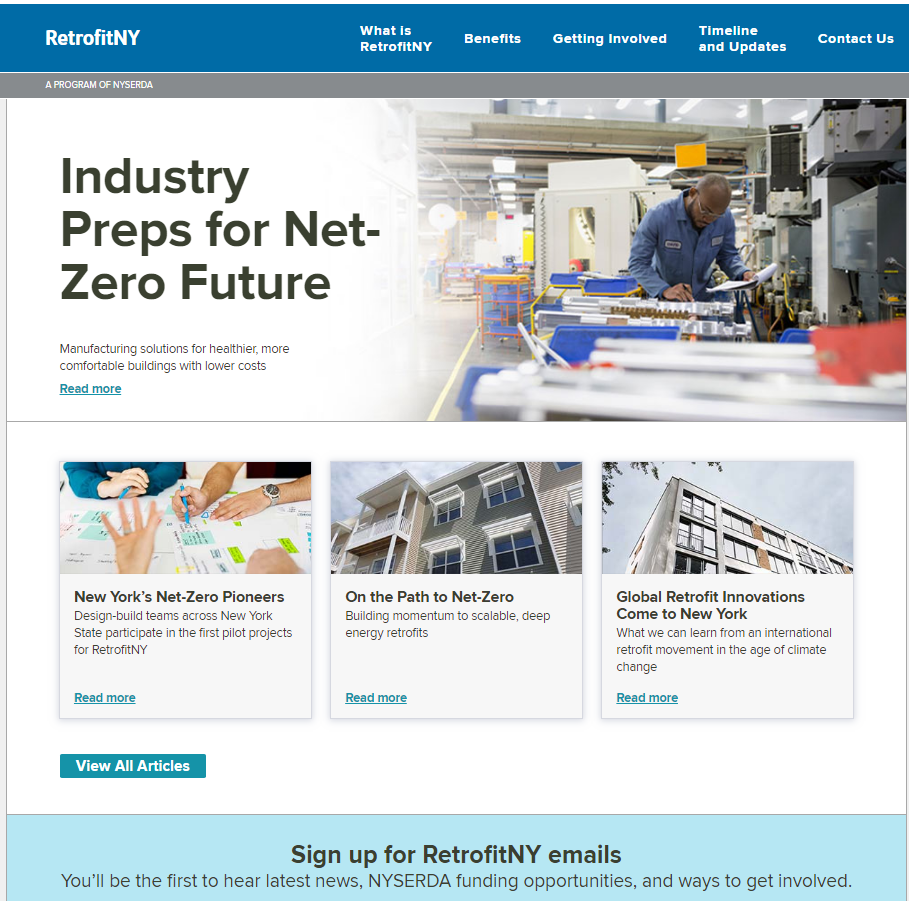 RetrofitNY
What is
RetrofitNY
Benefits
Getting Involved
Timeline
and Updates
Contact Us
A PROGRAM OF NYSERDA
Industry
Preps for Net-
Zero Future
Manufacturing solutions for healthier, more
comfortable buildings with lower costs
Read more
New York’s Net-Zero Pioneers
Design-build teams across New York
State participate in the first pilot projects
for RetrofitNY
Read more
On the Path to Net-Zero
Building momentum to scalable, deep
energy retrofits
Read more
Global Retrofit Innovations
Come to New York
What we can learn from an international
retrofit movement in the age of climate
change
Read more
View All Articles
Sign up for RetrofitNY emails
You’ll be the first to hear latest news, NYSERDA funding opportunities, and ways to get involved.